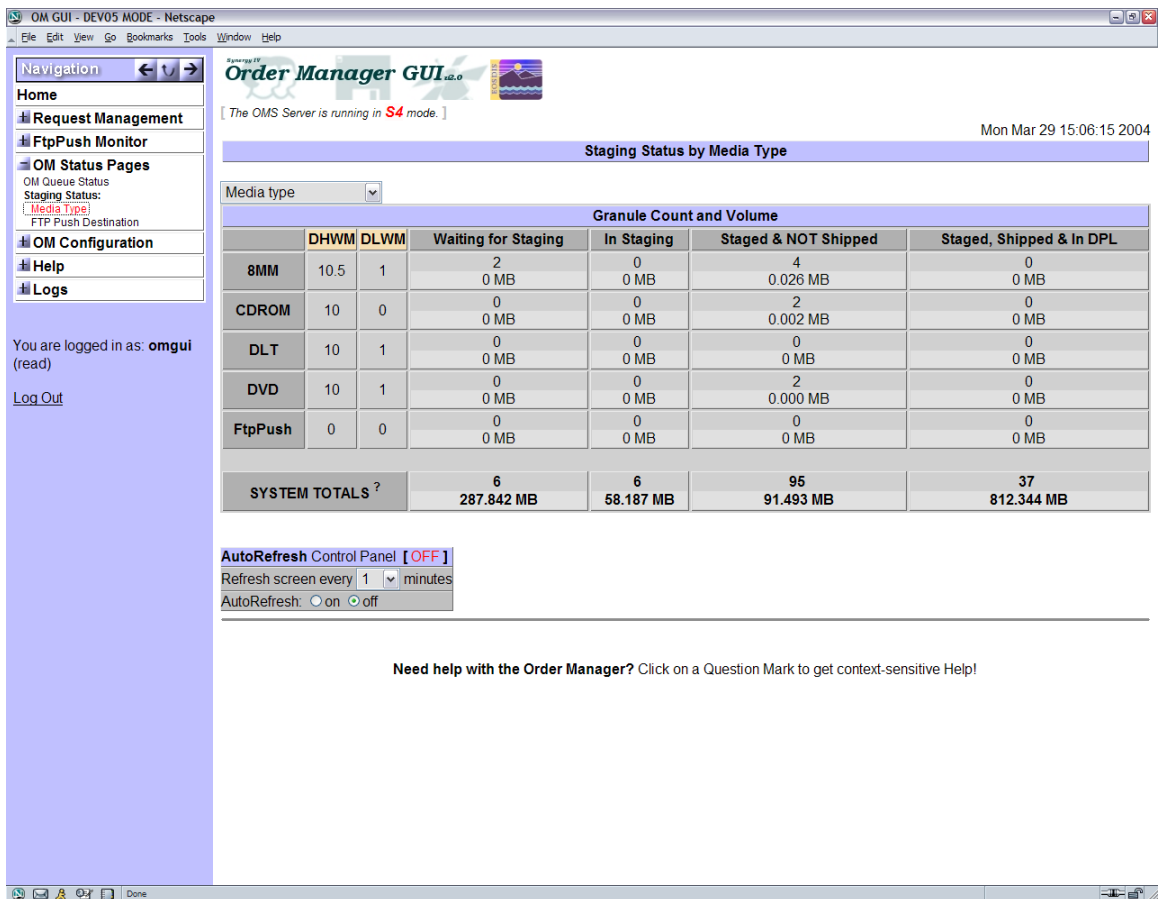 OM GUI - DEV05 MODE - Netscape
File Edit View Go Bookmarks Tools Window Help
Navigation
Home
Request Management
FtpPush Monitor
OM Status Pages
OM Queue Status
Staging Status:
Media Type
FTP Push Destination
OM Configuration
Help
Logs
You are logged in as: omgui
(read)
Log Out
Synergy IV
Order Manager GUI v2.0
EOSDIS
[ The OMS Server is running in S4 mode. ]
Mon Mar 29 15:06:15 2004
Staging Status by Media Type
Media type
Granule Count and Volume
DHWM DLWM Waiting for Staging In Staging Staged & NOT Shipped Staged, Shipped & In DPL
8MM 10.5 1 2 0 4 0
0 MB 0 MB 0.026 MB 0 MB
CDROM 10 0 0 0 2 0
0 MB 0 MB 0.002 MB 0 MB
DLT 10 1 0 0 0 0
0 MB 0 MB 0 MB 0 MB
DVD 10 1 0 0 2 0
0 MB 0 MB 0.000 MB 0 MB
FtpPush 0 0 0 0 0 0
0 MB 0 MB 0 MB 0 MB
SYSTEM TOTALS ? 6 6 95 37
287.842 MB 58.187 MB 91.493 MB 812.344 MB
AutoRefresh Control Panel [ OFF ]
Refresh screen every 1 minutes
AutoRefresh: on off
Need help with the Order Manager? Click on a Question Mark to get context-sensitive Help!
Done